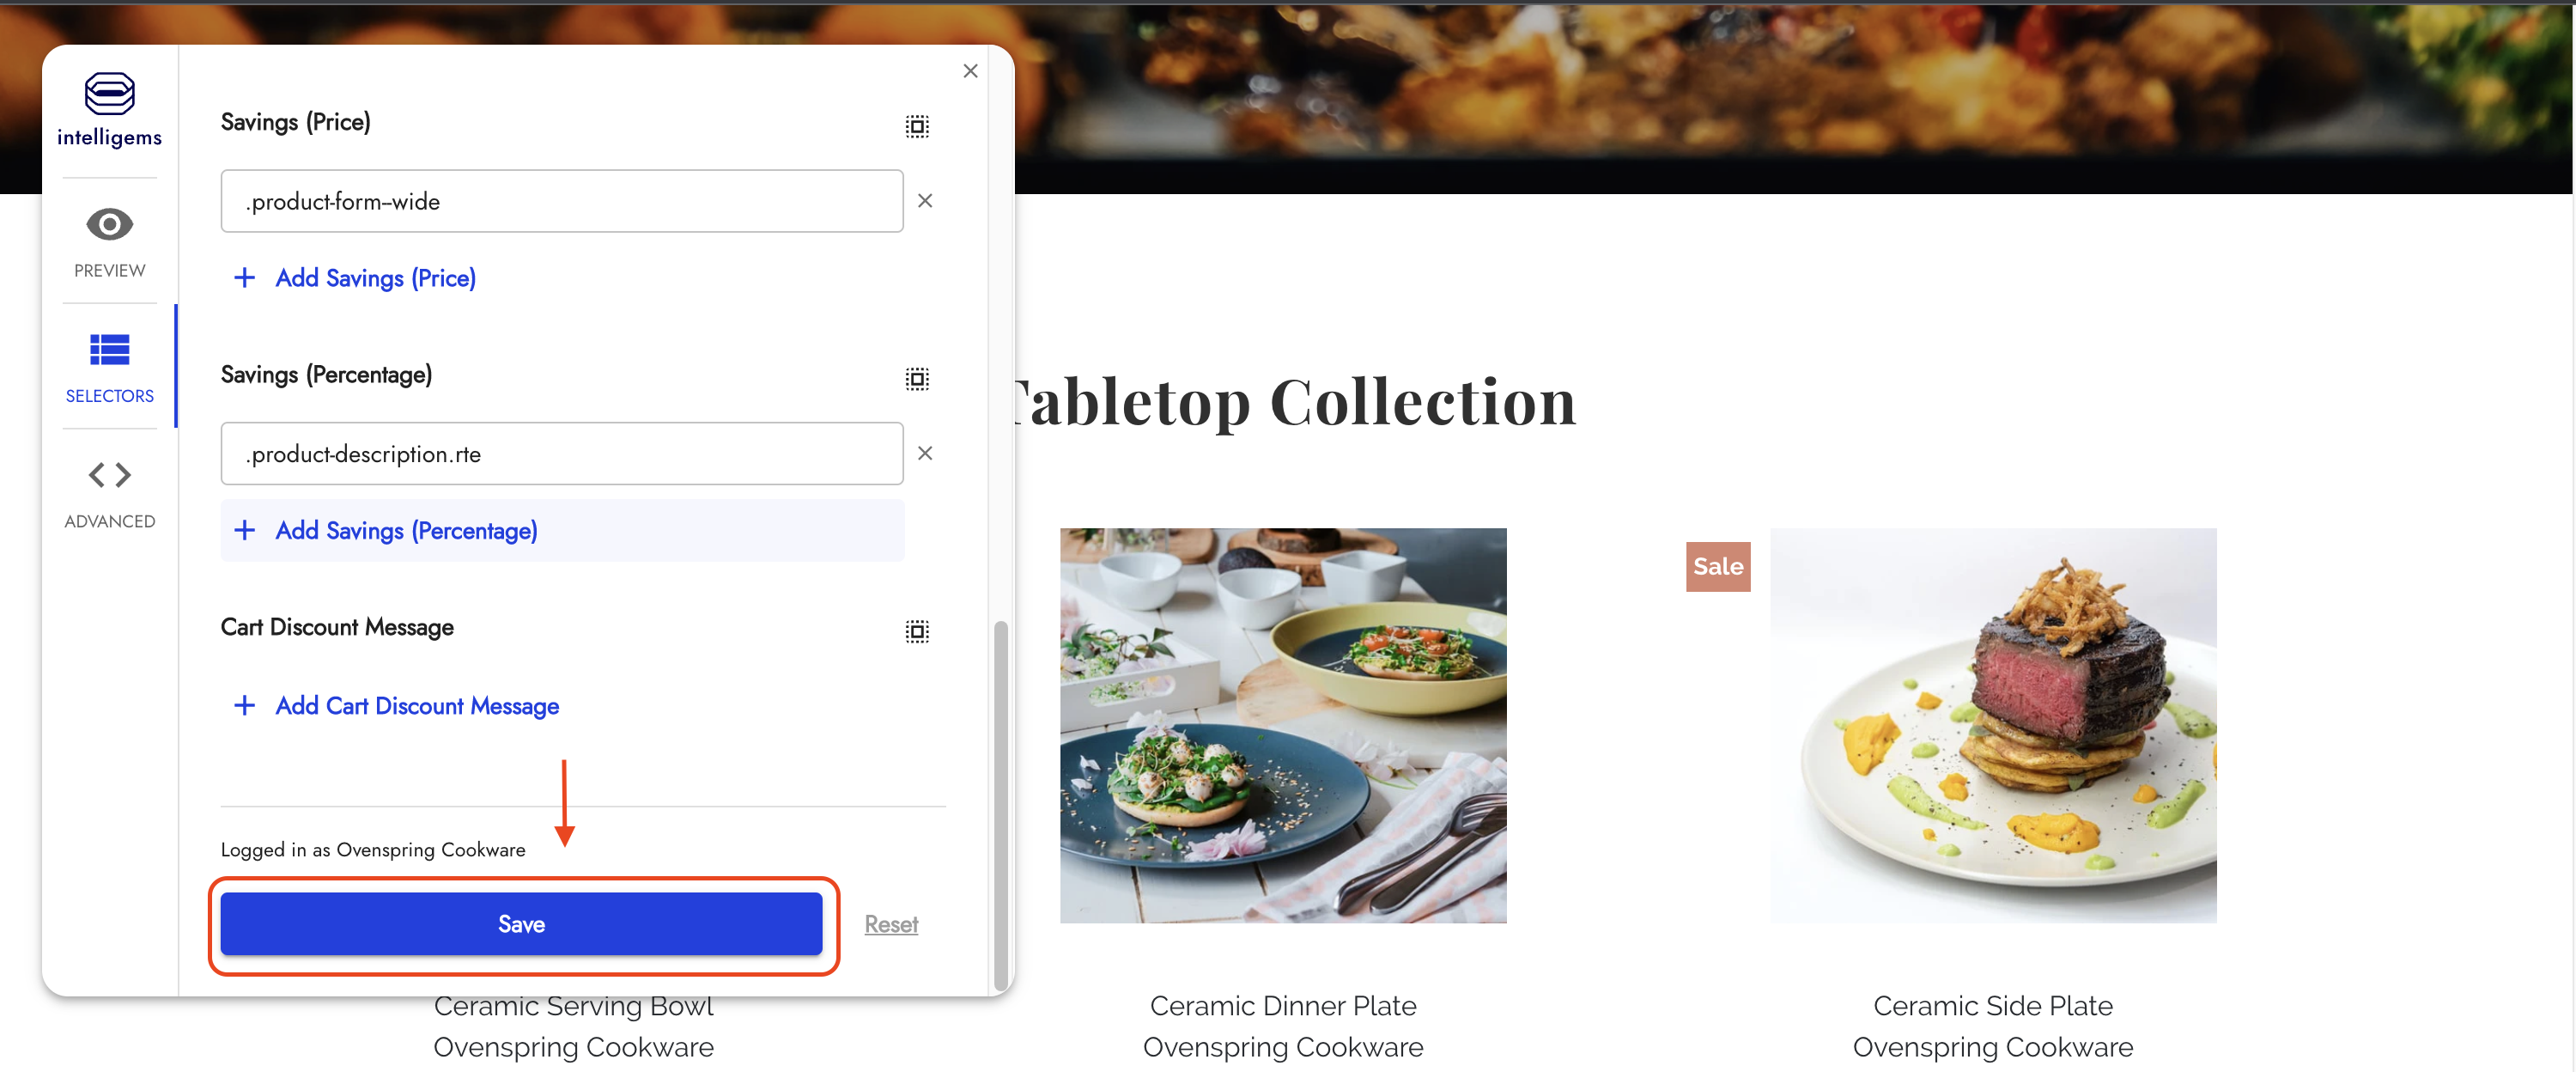 intelligems
PREVIEW
SELECTORS
ADVANCED
Savings (Price)
.product-form--wide
Add Savings (Price)
Savings (Percentage)
.product-description.rte
Add Savings (Percentage)
Cart Discount Message
Add Cart Discount Message
Logged in as Ovenspring Cookware
Save
Reset
Tabletop Collection
Sale
Ceramic Serving Bowl
Ovenspring Cookware
Ceramic Dinner Plate
Ovenspring Cookware
Ceramic Side Plate
Ovenspring Cookware